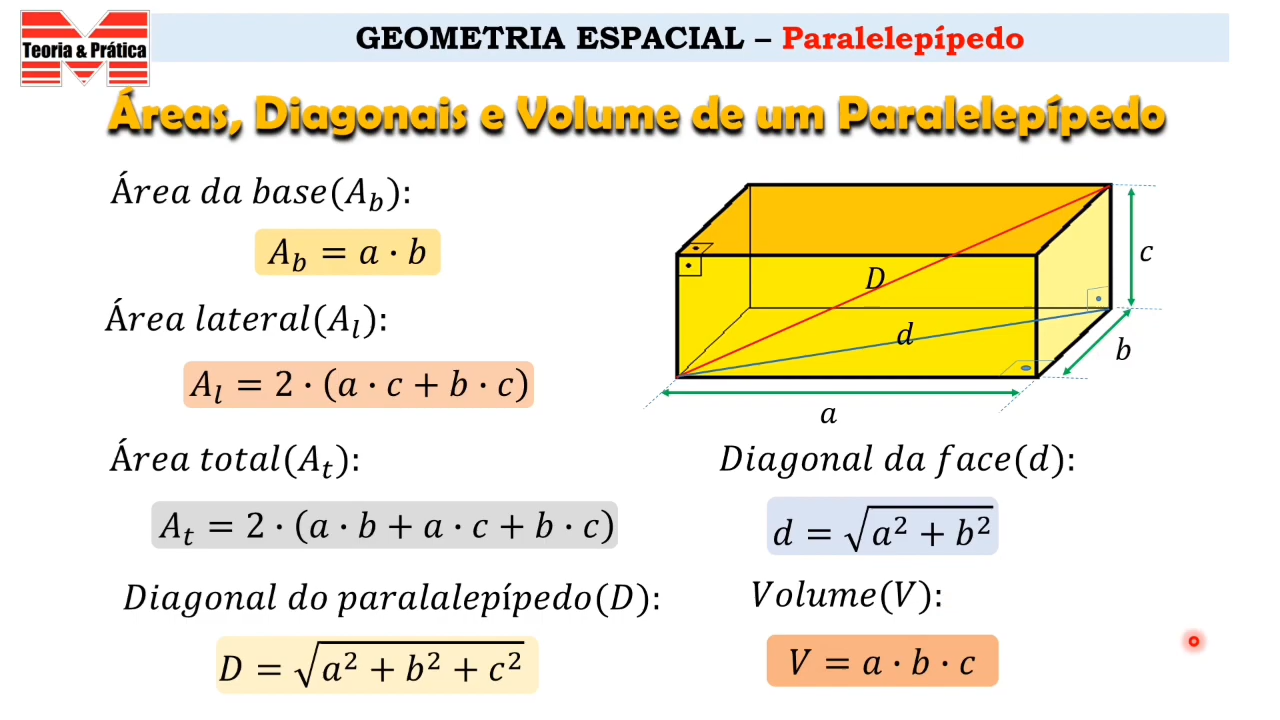 Teoria & Prática
GEOMETRIA ESPACIAL – Paralelepípedo
Áreas, Diagonais e Volume de um Paralelepípedo
Área da base(A_b):
A_b = a · b
Área lateral(A_l):
A_l = 2 · (a · c + b · c)
Área total(A_t):
A_t = 2 · (a · b + a · c + b · c)
Diagonal do paralalepípedo(D):
D = √(a² + b² + c²)
D
d
c
b
a
Diagonal da face(d):
d = √(a² + b²)
Volume(V):
V = a · b · c